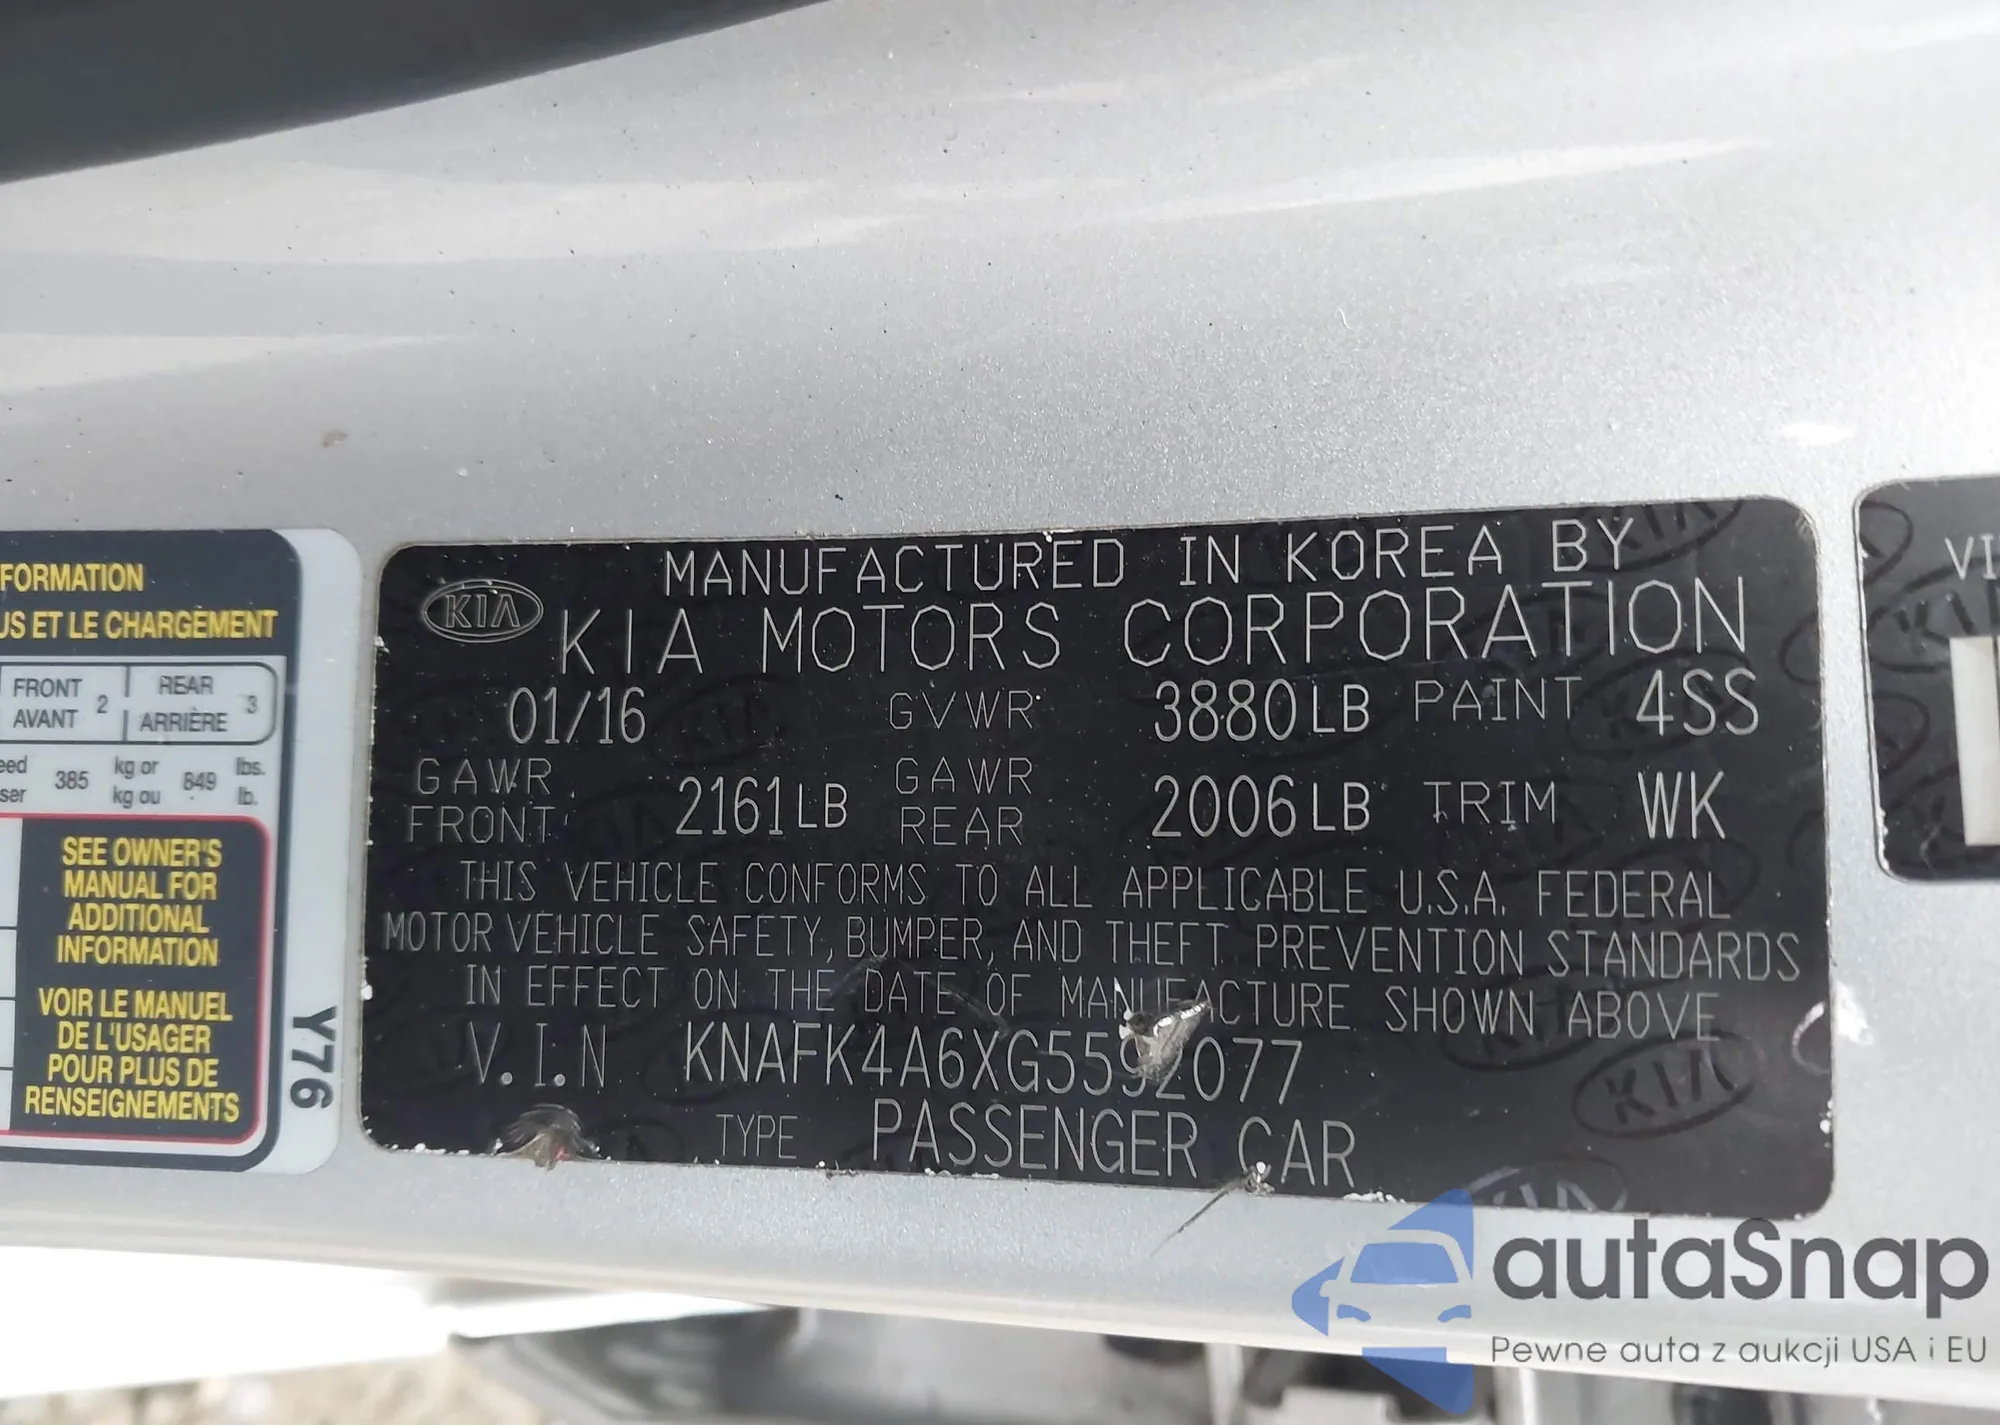 FORMATION
US ET LE CHARGEMENT
FRONT 2 REAR 3
AVANT ARRIÈRE
eed 385 kg or 849 lbs.
ser kg ou lb.
SEE OWNER'S
MANUAL FOR
ADDITIONAL
INFORMATION
VOIR LE MANUEL
DE L'USAGER
POUR PLUS DE
RENSEIGNEMENTS
Y76
KIA
MANUFACTURED IN KOREA BY
KIA MOTORS CORPORATION
01/16 GVWR 3880LB PAINT 4SS
GAWR FRONT 2161LB GAWR REAR 2006LB TRIM WK
THIS VEHICLE CONFORMS TO ALL APPLICABLE U.S.A. FEDERAL
MOTOR VEHICLE SAFETY, BUMPER, AND THEFT PREVENTION STANDARDS
IN EFFECT ON THE DATE OF MANUFACTURE SHOWN ABOVE
V.I.N KNAFK4A6XG5592077
TYPE PASSENGER CAR
VI
autaSnap
Pewne auta z aukcji USA i EU